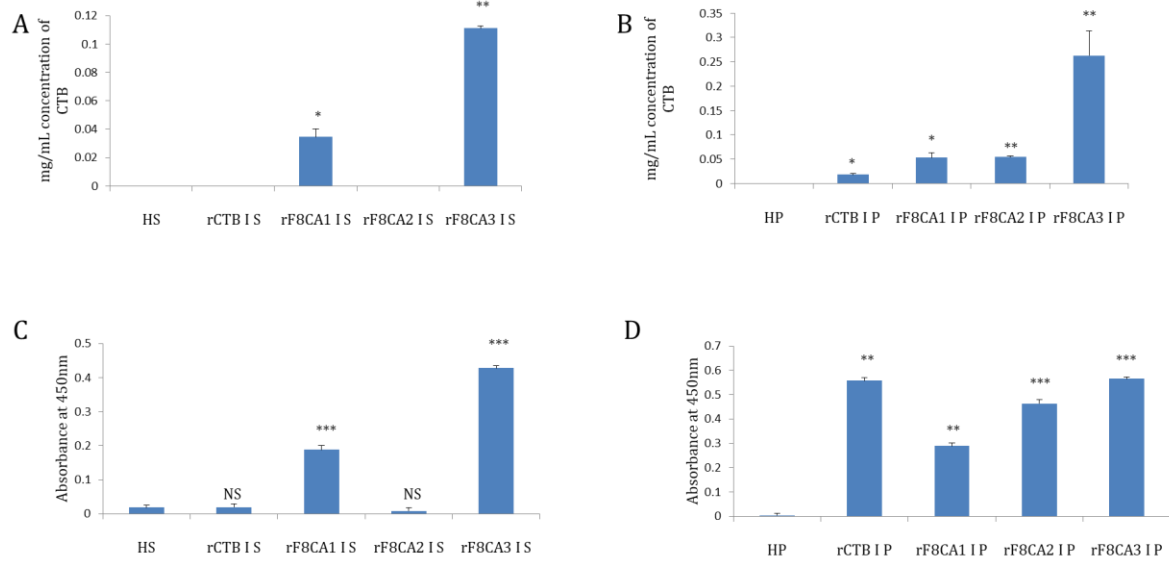 A
mg/mL concentration of
CTB
0.12
0.1
0.08
0.06
0.04
0.02
0
*
**
HS rCTB I S rF8CA1 I S rF8CA2 I S rF8CA3 I S
B
mg/mL concentration of
CTB
0.35
0.3
0.25
0.2
0.15
0.1
0.05
0
*
*
**
**
HP rCTB I P rF8CA1 I P rF8CA2 I P rF8CA3 I P
C
Absorbance at 450nm
0.5
0.4
0.3
0.2
0.1
0
NS
***
NS
***
HS rCTB I S rF8CA1 I S rF8CA2 I S rF8CA3 I S
D
Absorbance at 450nm
0.7
0.6
0.5
0.4
0.3
0.2
0.1
0
**
**
***
***
HP rCTB I P rF8CA1 I P rF8CA2 I P rF8CA3 I P